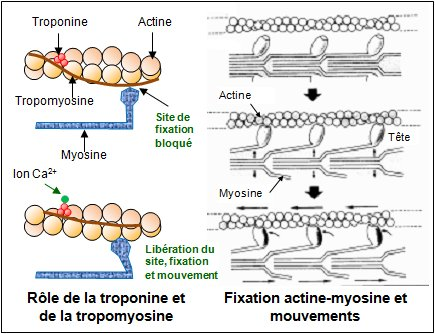 Troponine
Actine
Tropomyosine
Site de
fixation
bloqué
Myosine
Ion Ca²⁺
Libération du
site, fixation
et mouvement
Rôle de la troponine et
de la tropomyosine
Actine
Tête
Myosine
Fixation actine-myosine et
mouvements